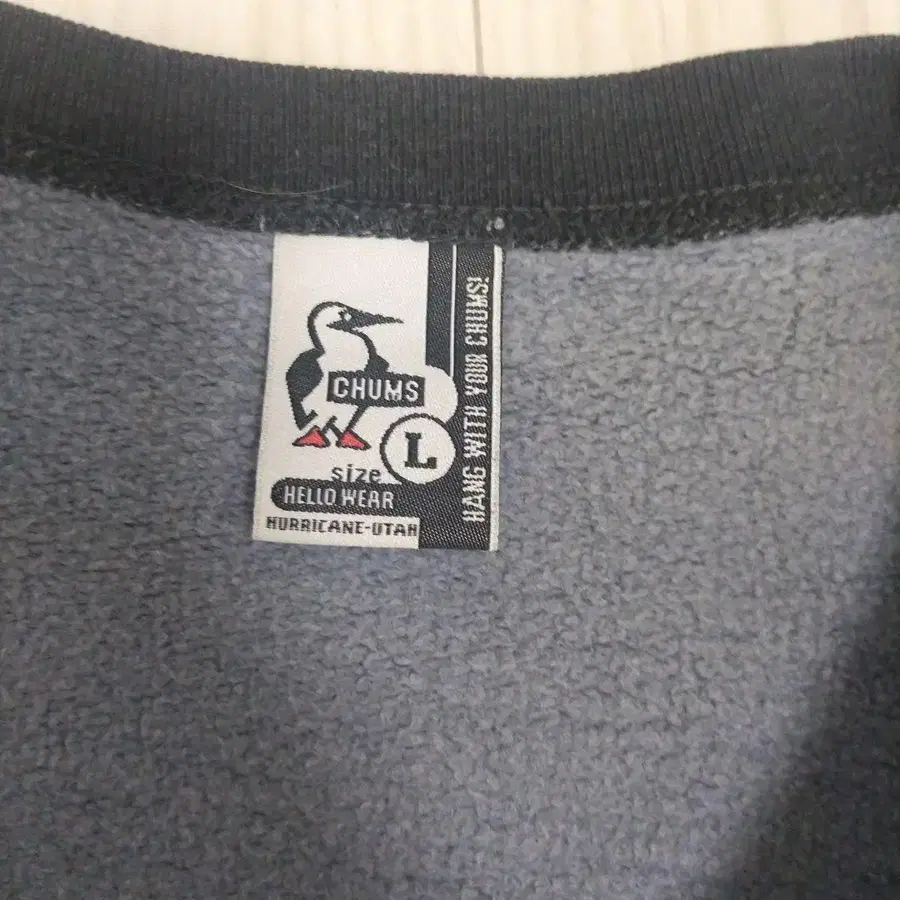 CHUMS
L
size
HELLO WEAR
HURRICANE-UTAH
HANG WITH YOUR CHUMS!